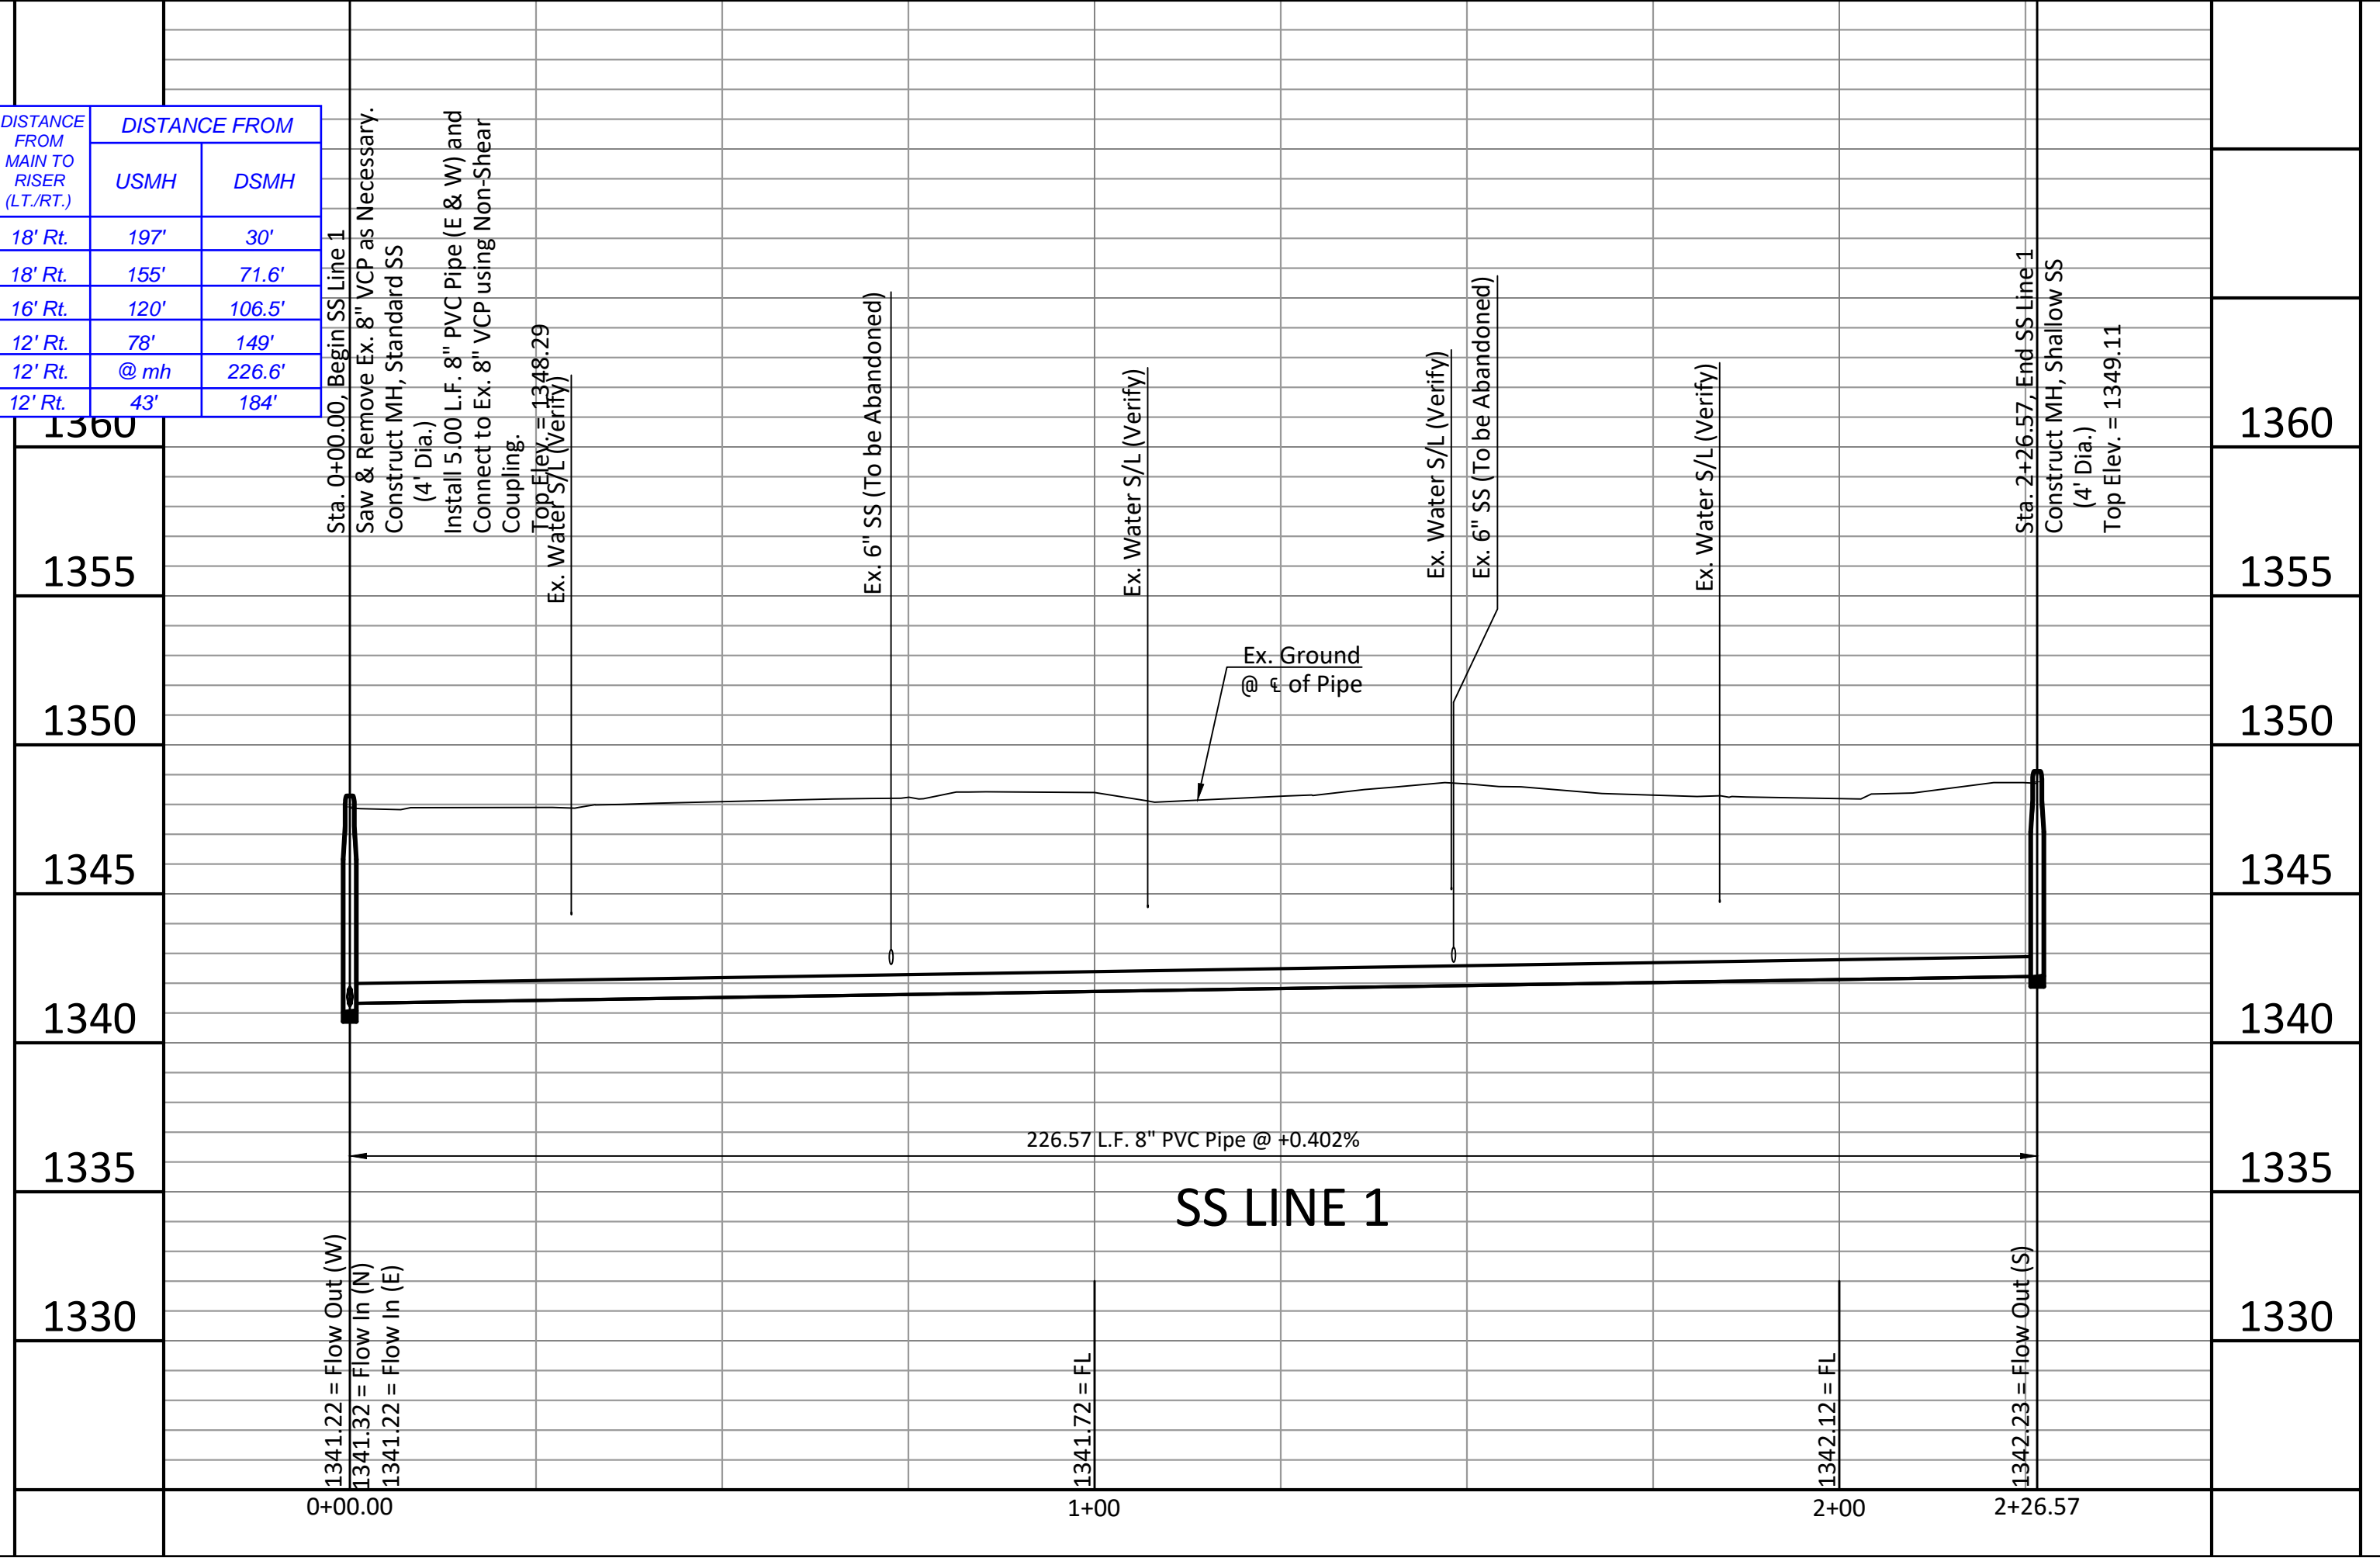 DISTANCE
FROM
MAIN TO
RISER
(LT./RT.)
DISTANCE FROM
USMH
DSMH
18' Rt.
197'
30'
18' Rt.
155'
71.6'
16' Rt.
120'
106.5'
12' Rt.
78'
149'
12' Rt.
@ mh
226.6'
12' Rt.
43'
184'
Sta. 0+00.00, Begin SS Line 1
Saw & Remove Ex. 8" VCP as Necessary.
Construct MH, Standard SS
(4' Dia.)
Install 5.00 L.F. 8" PVC Pipe (E & W) and
Connect to Ex. 8" VCP using Non-Shear
Coupling.
Top Elev. = 1348.29
Ex. Water S/L (Verify)
Ex. 6" SS (To be Abandoned)
Ex. Water S/L (Verify)
Ex. Water S/L (Verify)
Ex. 6" SS (To be Abandoned)
Ex. Water S/L (Verify)
Sta. 2+26.57, End SS Line 1
Construct MH, Shallow SS
(4' Dia.)
Top Elev. = 1349.11
Ex. Ground
@ ℄ of Pipe
1360
1355
1350
1345
1340
1335
1330
1360
1355
1350
1345
1340
1335
1330
226.57 L.F. 8" PVC Pipe @ +0.402%
SS LINE 1
1341.22 = Flow Out (W)
1341.32 = Flow In (N)
1341.22 = Flow In (E)
1341.72 = FL
1342.12 = FL
1342.23 = Flow Out (S)
0+00.00
1+00
2+00
2+26.57